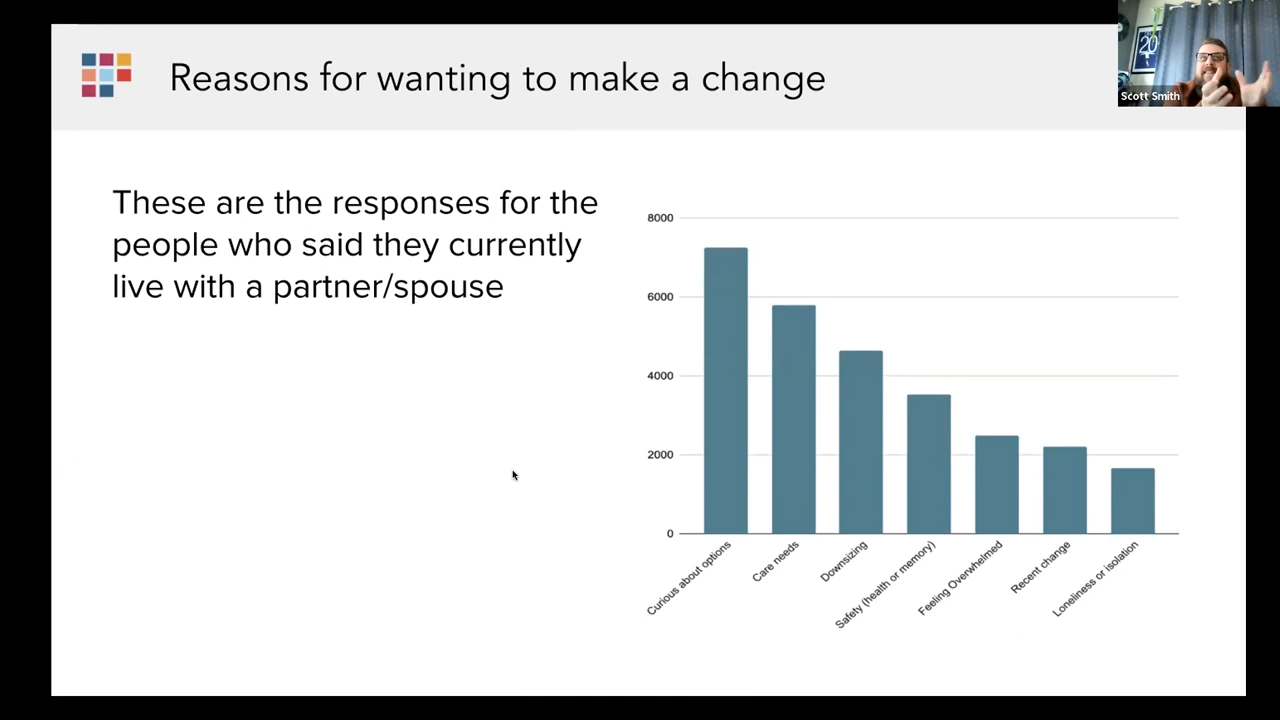 Reasons for wanting to make a change
20
Scott Smith
These are the responses for the
people who said they currently
live with a partner/spouse
8000
6000
4000
2000
0
Curious about options
Care needs
Downsizing
Safety (health or memory)
Feeling Overwhelmed
Recent change
Loneliness or isolation